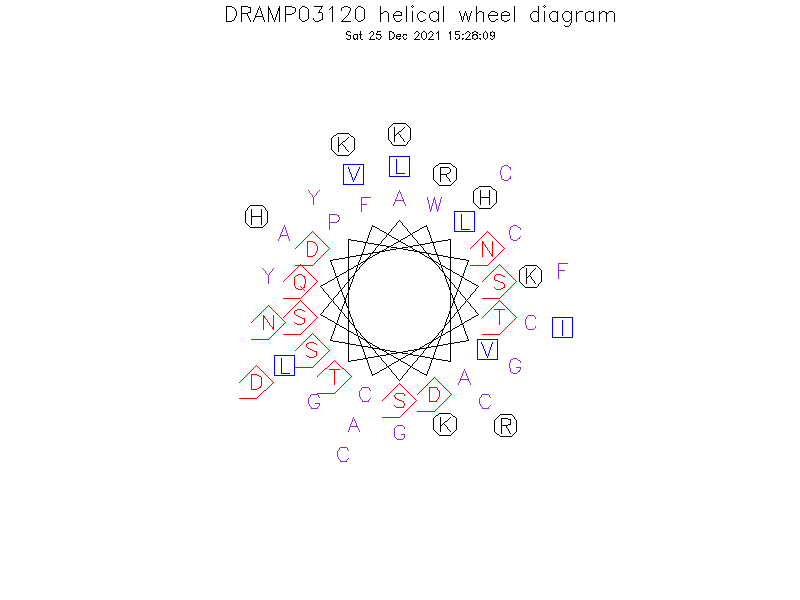 DRAMP03120 helical wheel diagram
Sat 25 Dec 2021 15:28:09
K K
V L R C
Y F A W H
H A P L C
D N
Y Q S K F
N S T C I
D L S V G
G T C S D A C
A G K R
C